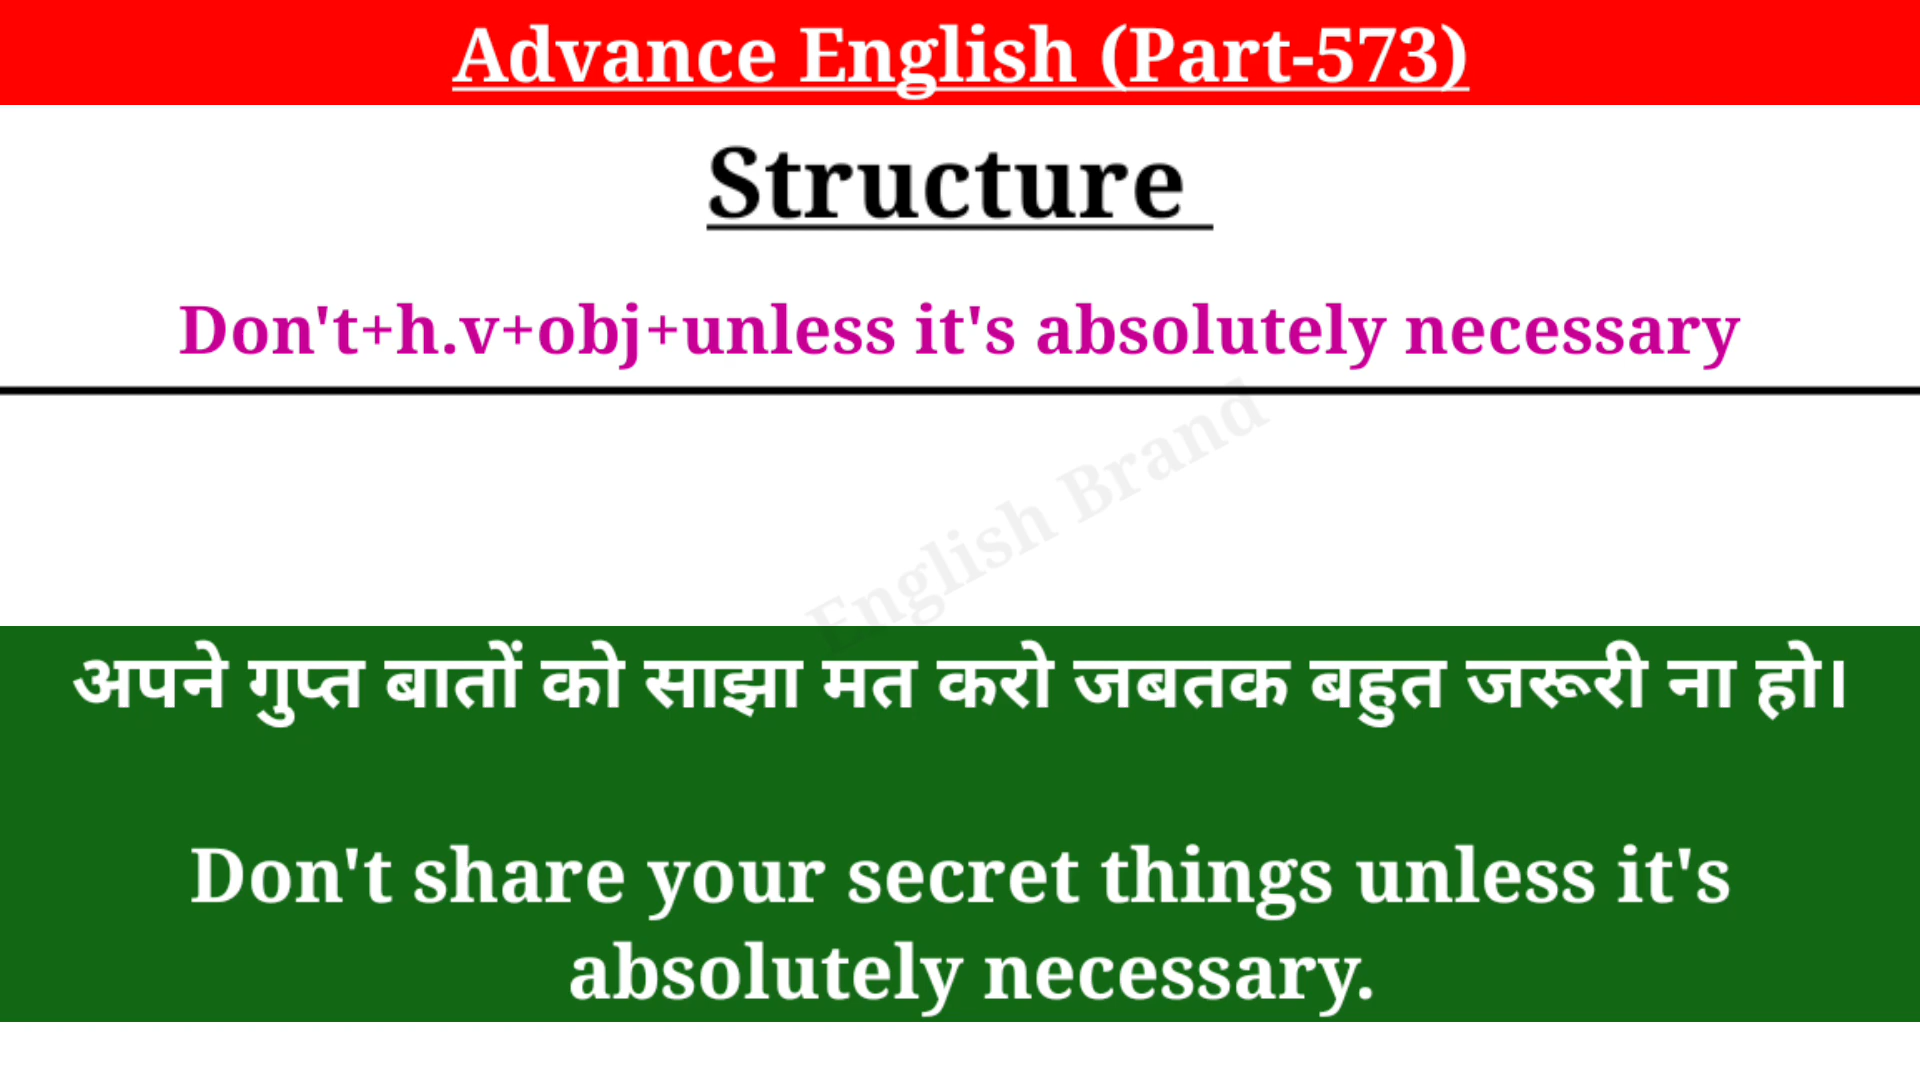 Advance English (Part-573)
Structure
Don't+h.v+obj+unless it's absolutely necessary
English Brand
अपने गुप्त बातों को साझा मत करो जबतक बहुत जरूरी ना हो।
Don't share your secret things unless it's
absolutely necessary.